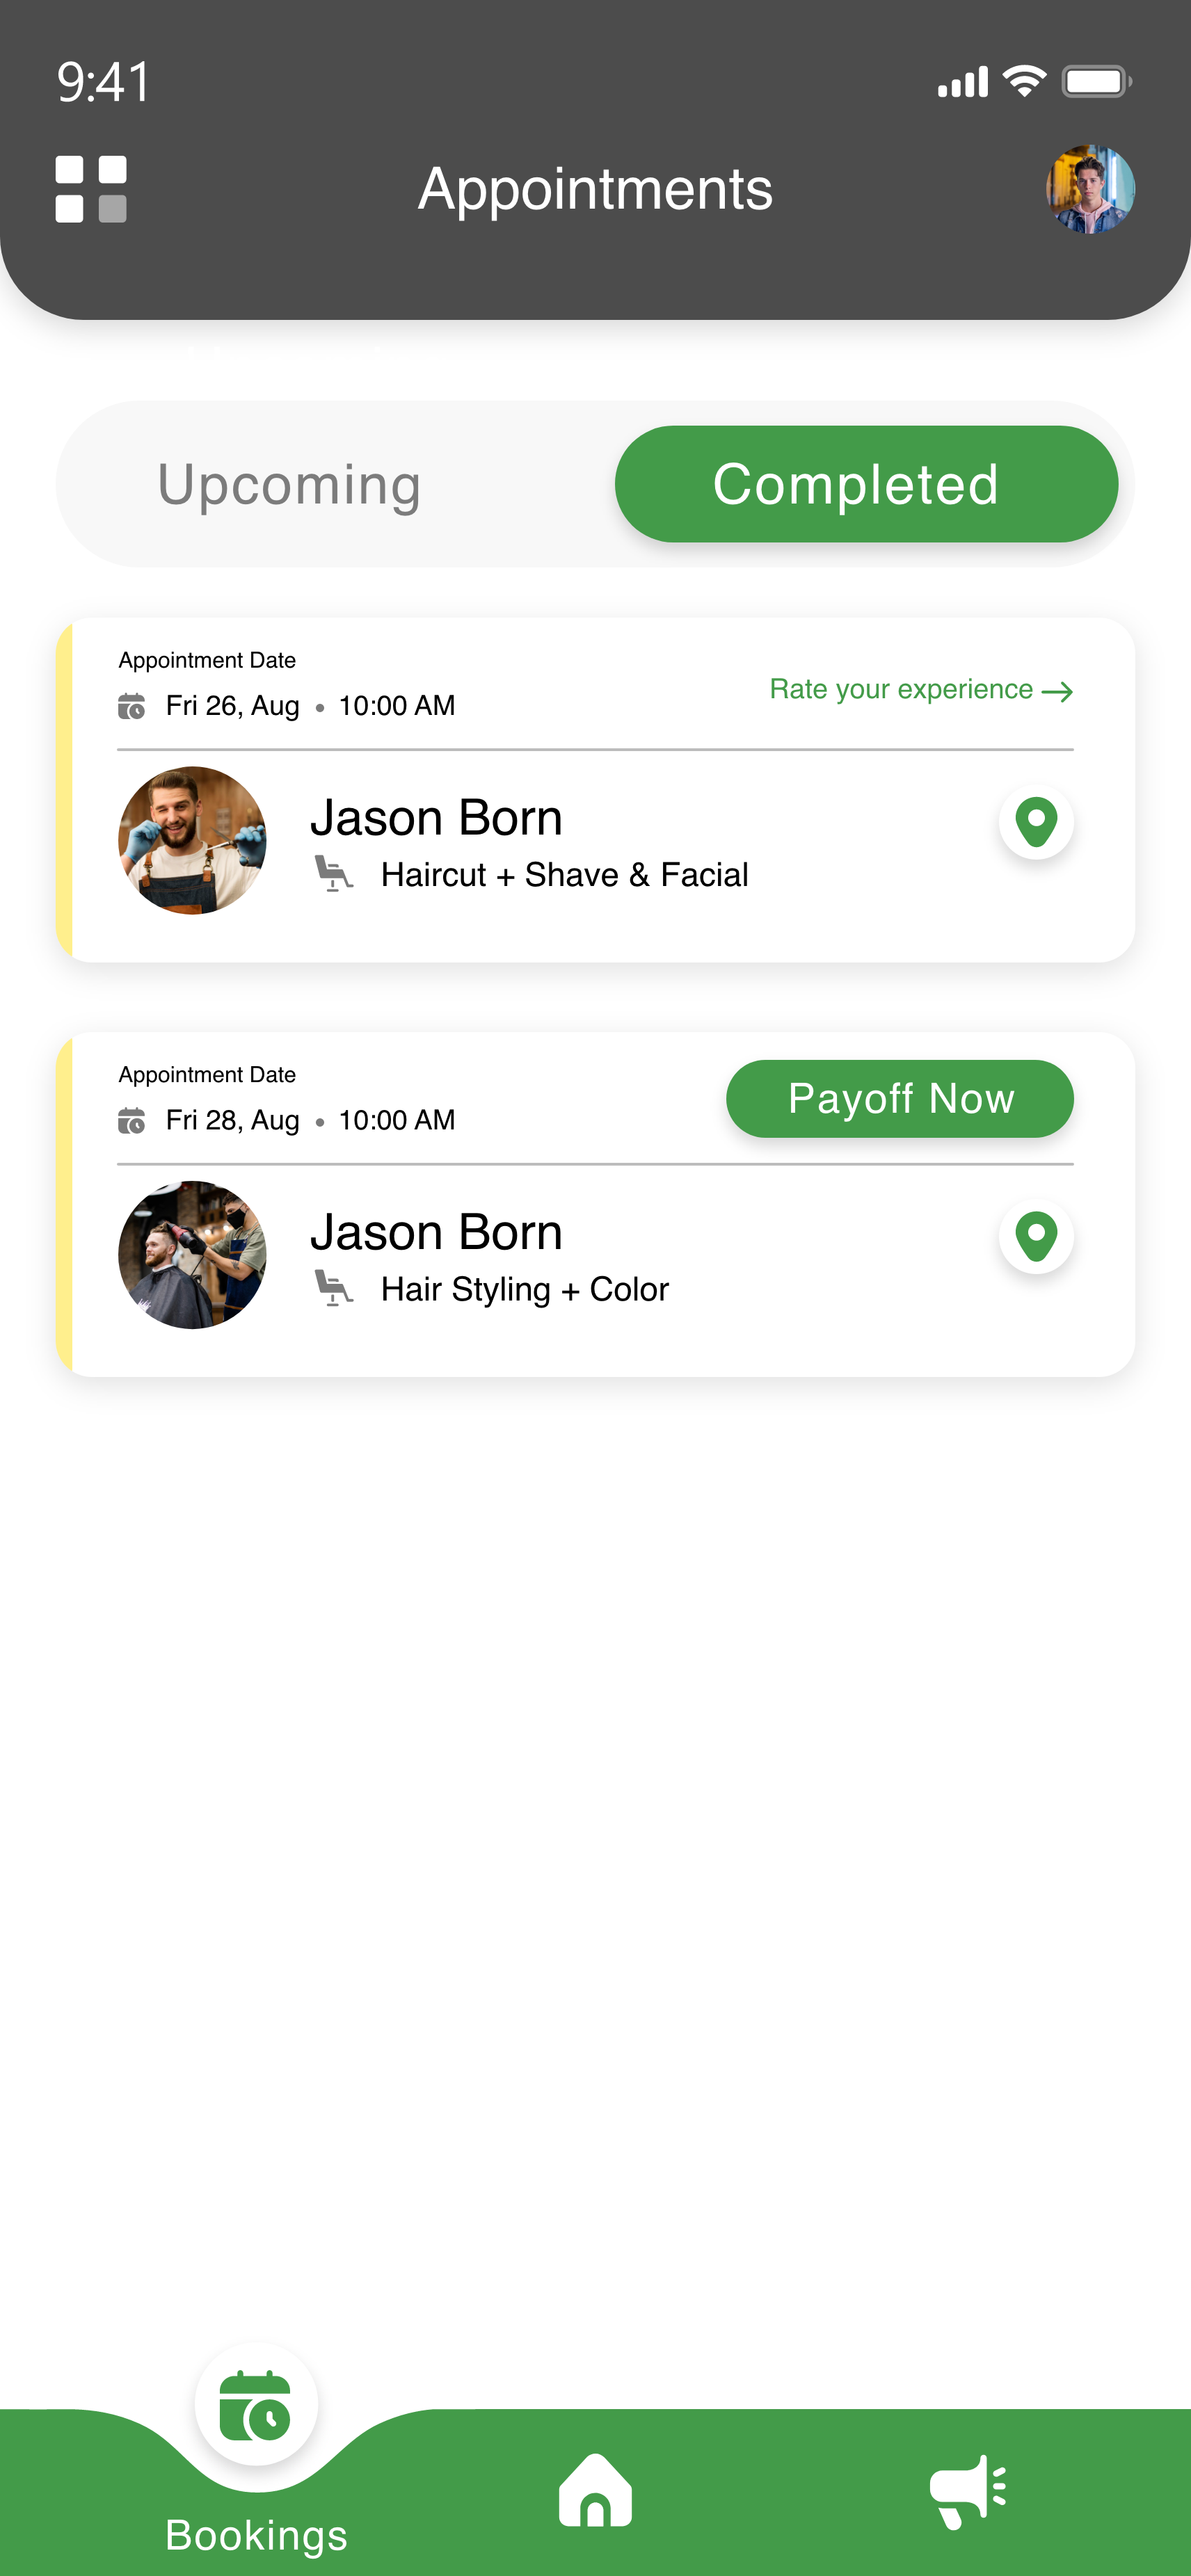 9:41
Appointments
Upcoming
Completed
Appointment Date
Fri 26, Aug • 10:00 AM
Rate your experience →
Jason Born
Haircut + Shave & Facial
Appointment Date
Fri 28, Aug • 10:00 AM
Payoff Now
Jason Born
Hair Styling + Color
Bookings